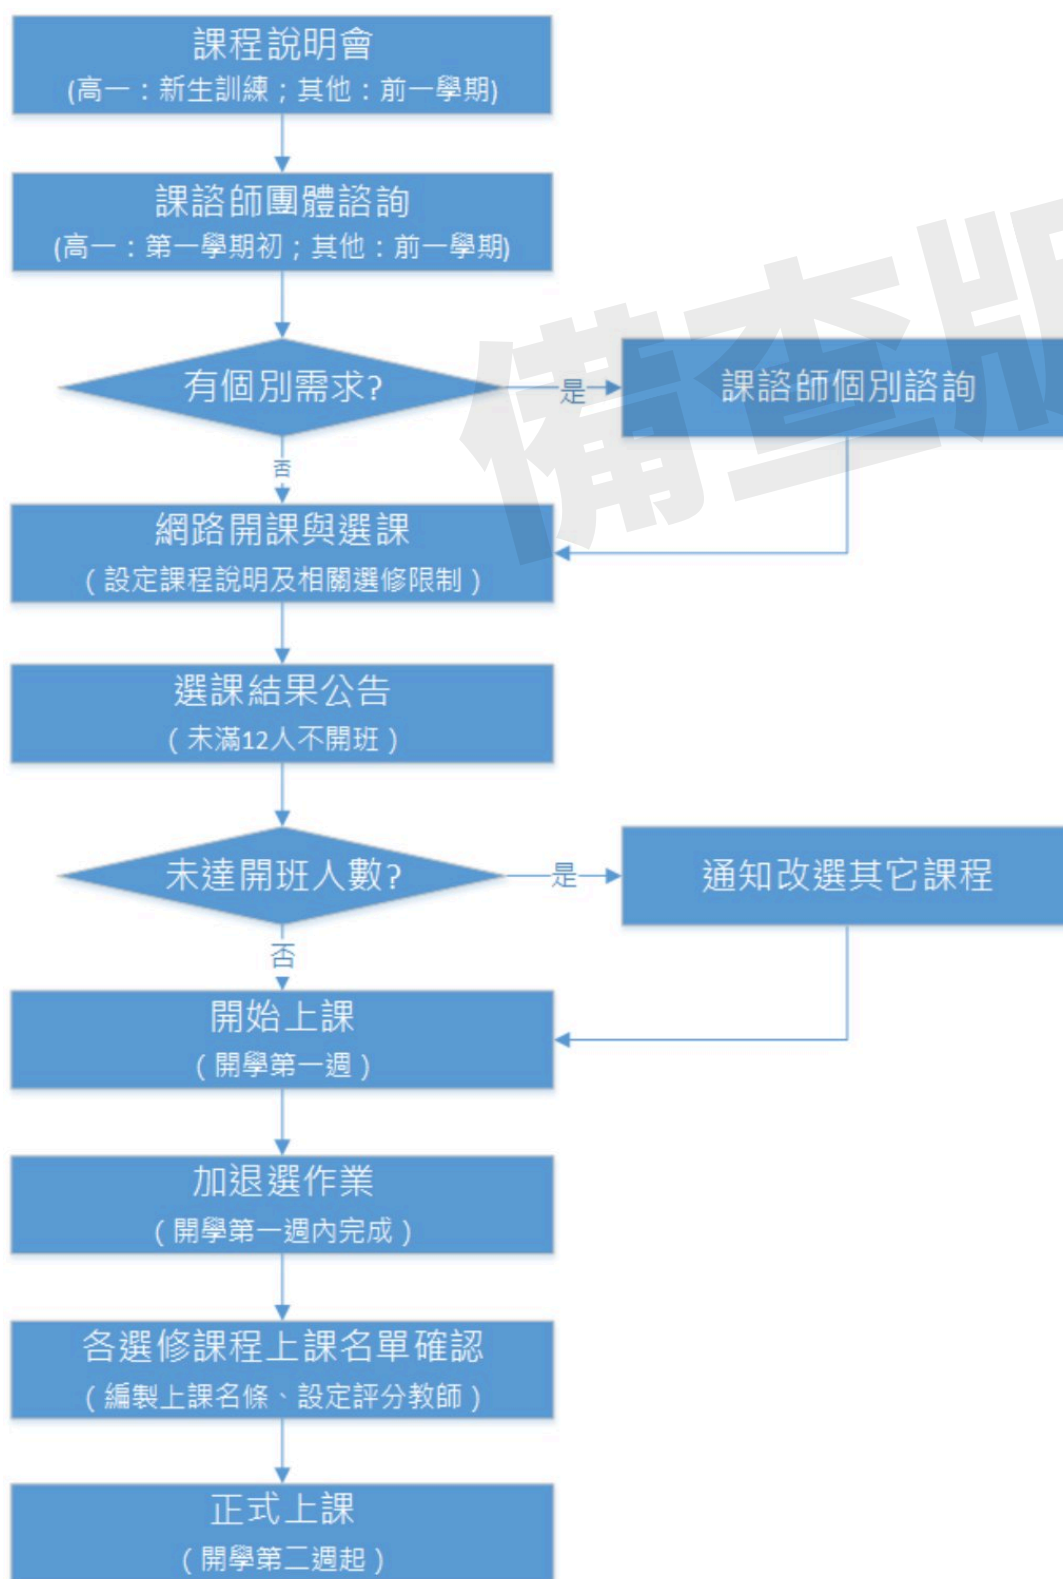 課程說明會
(高一：新生訓練；其他：前一學期)
課諮師團體諮詢
(高一：第一學期初；其他：前一學期)
有個別需求?
是
課諮師個別諮詢
否
網路開課與選課
（設定課程說明及相關選修限制）
選課結果公告
（未滿12人不開班）
未達開班人數?
是
通知改選其它課程
否
開始上課
（開學第一週）
加退選作業
（開學第一週內完成）
各選修課程上課名單確認
（編製上課名條、設定評分教師）
正式上課
（開學第二週起）
備查版